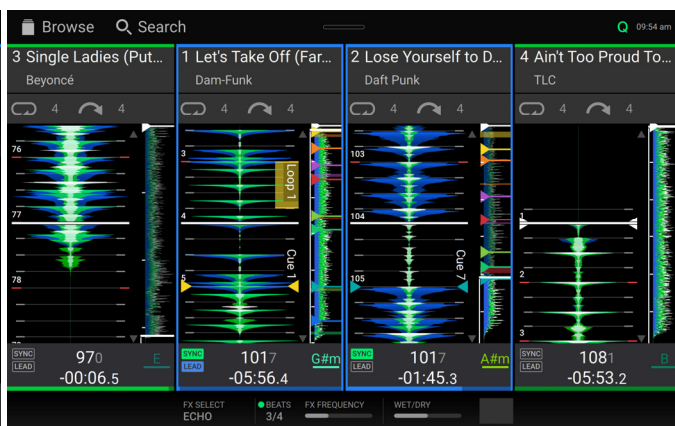 Browse Search Q 09:54 am
3 Single Ladies (Put...
Beyoncé
4 4
76
77
78
SYNC
LEAD
970
E
-00:06.5
1 Let's Take Off (Far...
Dam-Funk
4 4
3
4
5
Loop 1
Cue 1
SYNC
LEAD
1017
G#m
-05:56.4
2 Lose Yourself to D...
Daft Punk
4 4
103
104
105
Cue 7
SYNC
LEAD
1017
A#m
-01:45.3
4 Ain't Too Proud To...
TLC
4 4
1
2
3
SYNC
LEAD
1081
B
-05:53.2
FX SELECT
ECHO
BEATS
3/4
FX FREQUENCY
WET/DRY